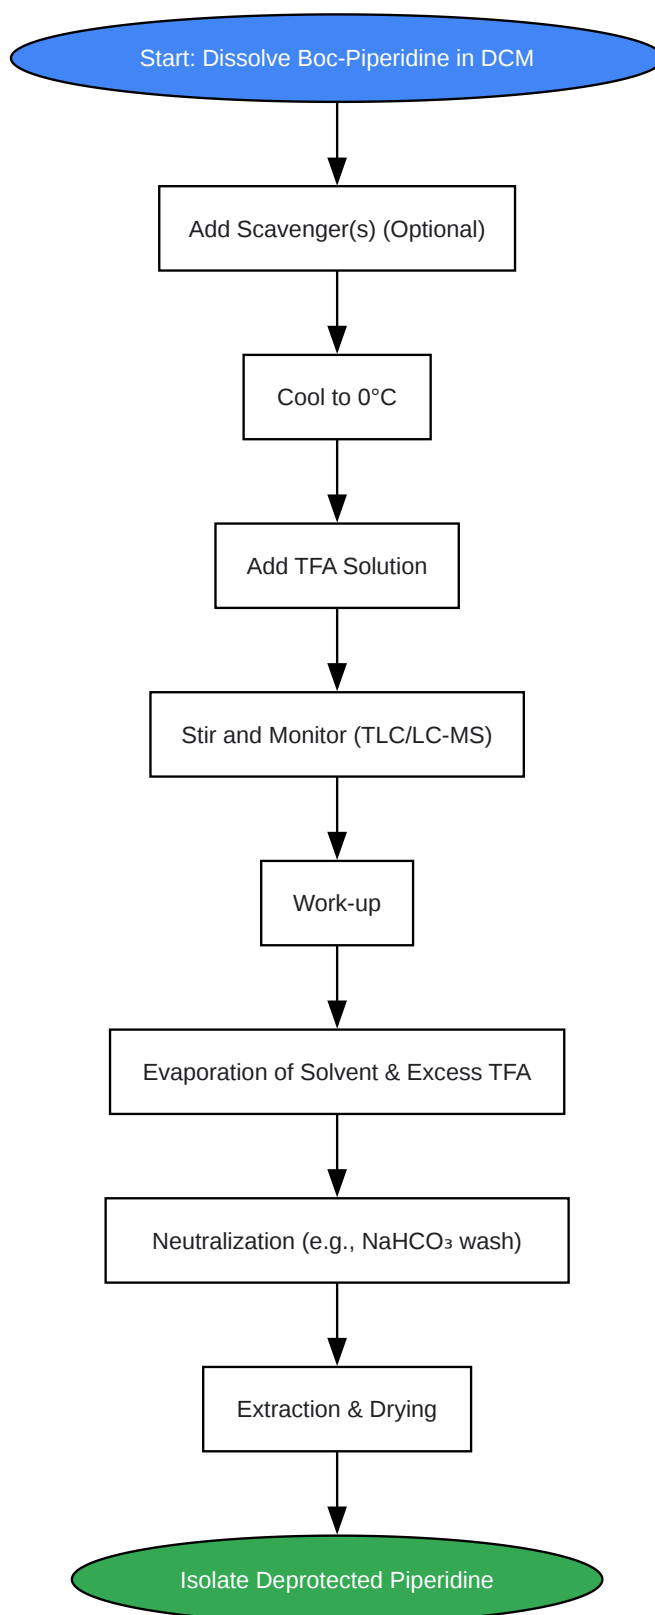 Start: Dissolve Boc-Piperidine in DCM
Add Scavenger(s) (Optional)
Cool to 0°C
Add TFA Solution
Stir and Monitor (TLC/LC-MS)
Work-up
Evaporation of Solvent & Excess TFA
Neutralization (e.g., NaHCO₃ wash)
Extraction & Drying
Isolate Deprotected Piperidine